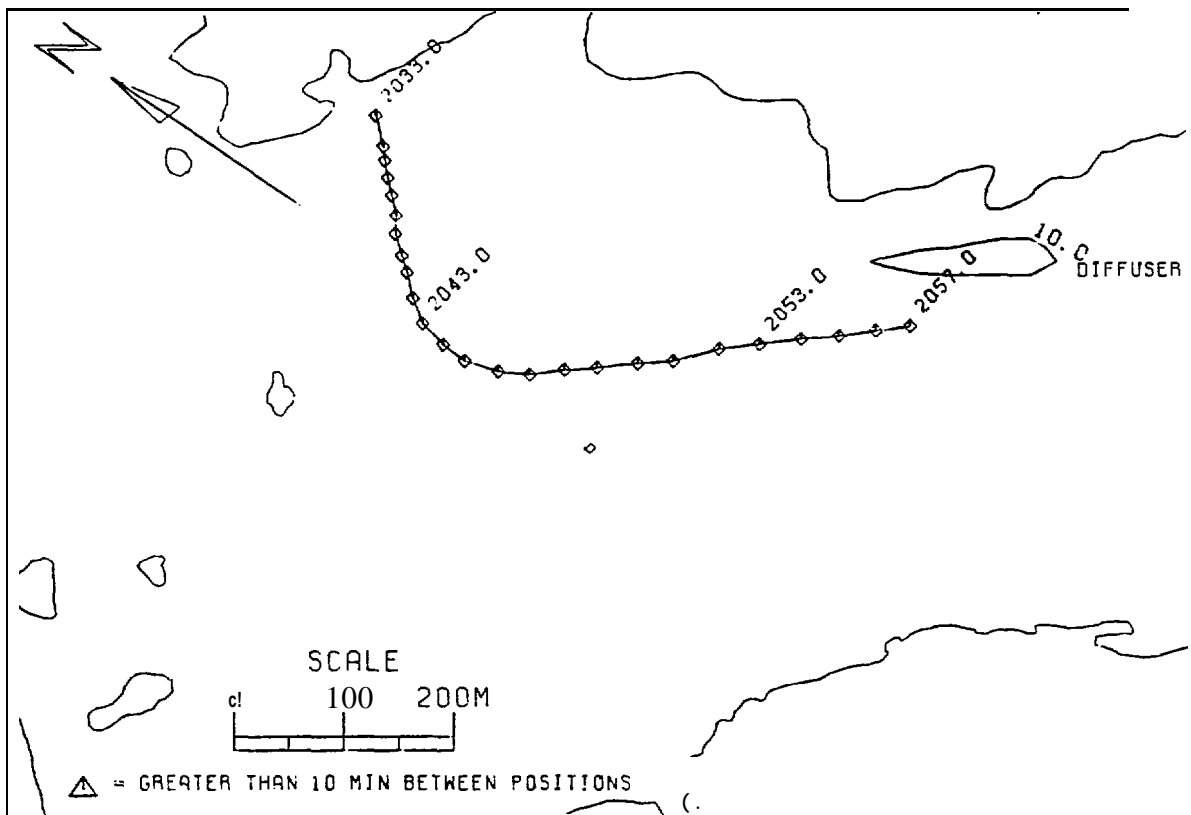 N
2033.0
2043.0
2053.0
2057.0
10.0
DIFFUSER
SCALE
100 200M
= GREATER THAN 10 MIN BETWEEN POSITIONS